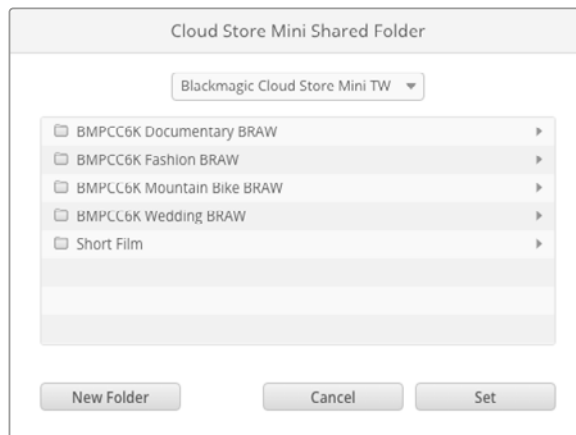 Cloud Store Mini Shared Folder
Blackmagic Cloud Store Mini TW
BMPCC6K Documentary BRAW
BMPCC6K Fashion BRAW
BMPCC6K Mountain Bike BRAW
BMPCC6K Wedding BRAW
Short Film
New Folder Cancel Set